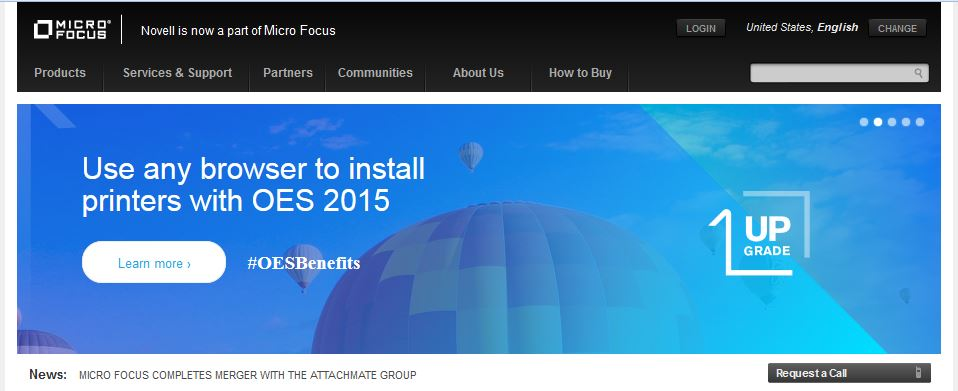 MICRO FOCUS
Novell is now a part of Micro Focus
LOGIN
United States, English
CHANGE
Products
Services & Support
Partners
Communities
About Us
How to Buy
Use any browser to install
printers with OES 2015
Learn more ›
#OESBenefits
1 UP
GRADE
News: MICRO FOCUS COMPLETES MERGER WITH THE ATTACHMATE GROUP
Request a Call